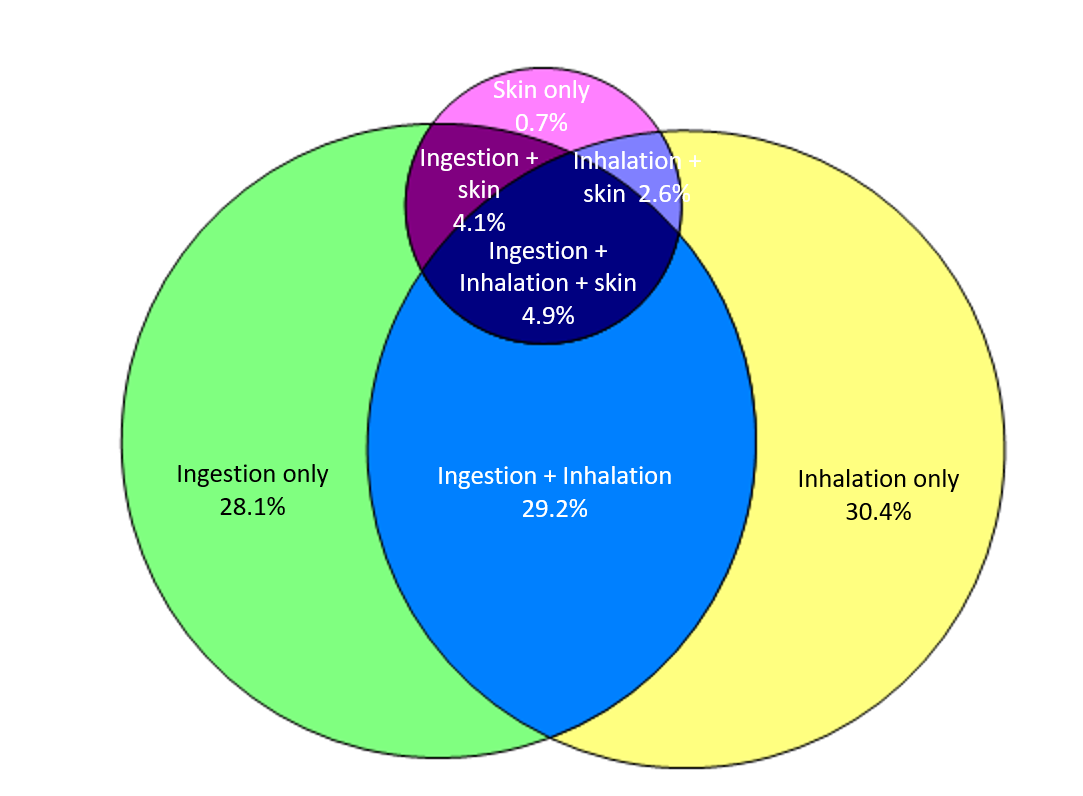 Skin only
0.7%
Ingestion +
skin
4.1%
Inhalation +
skin 2.6%
Ingestion +
Inhalation + skin
4.9%
Ingestion only
28.1%
Ingestion + Inhalation
29.2%
Inhalation only
30.4%